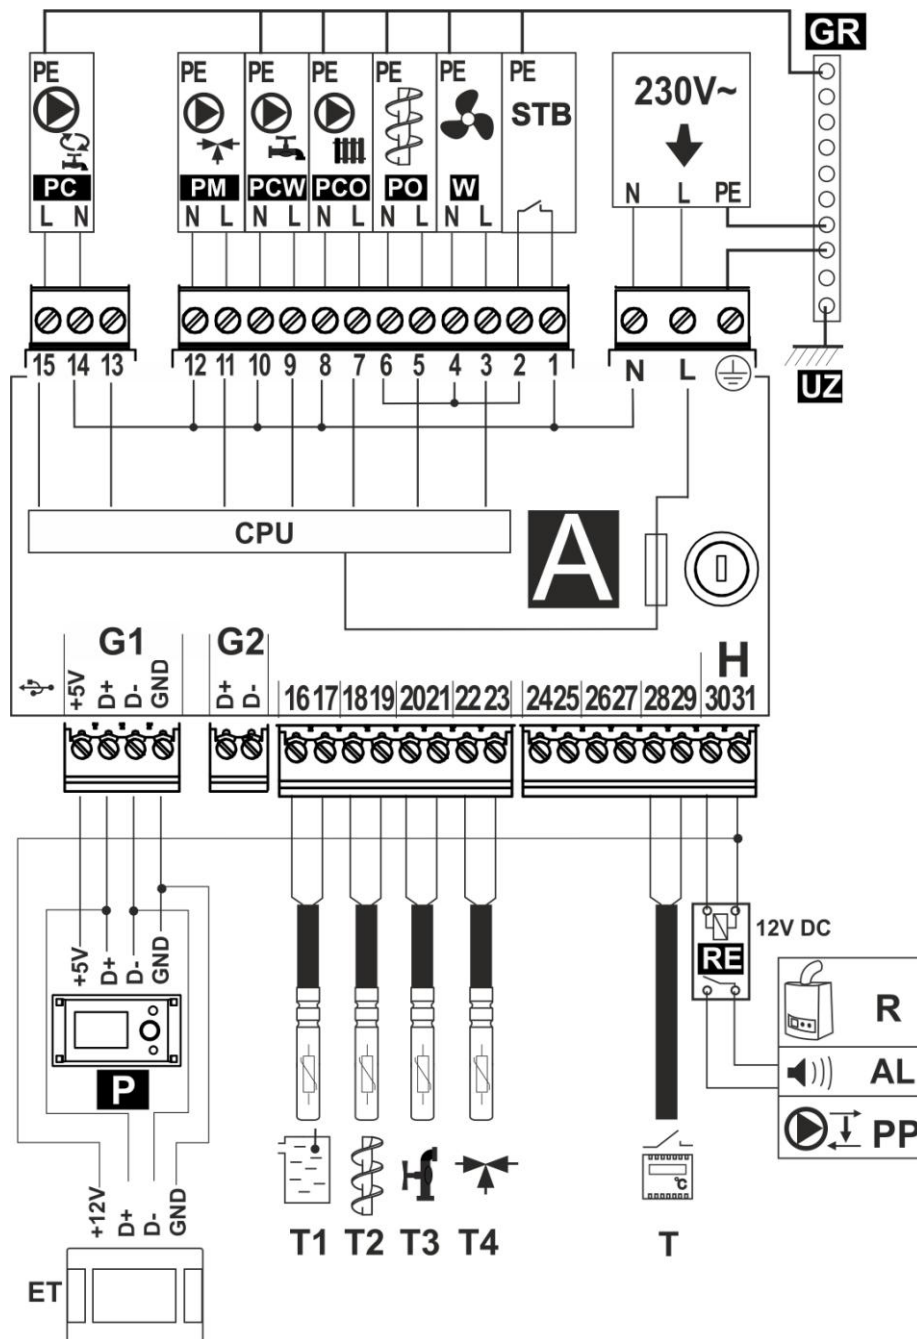 GR
PE PE PE PE PE PE PE
STB
230V~
PC PM PCW PCO PO W
N L PE
L N N L N L N L N L N L
15 14 13 12 11 10 9 8 7 6 5 4 3 2 1 N L
UZ
CPU
A
G1 G2 H
+5V D+ D- GND D+ D- 16 17 18 19 20 21 22 23 24 25 26 27 28 29 30 31
12V DC
+5V D+ D- GND
RE
R
P
AL
PP
°C
+12V D+ D- GND
T1 T2 T3 T4 T
ET